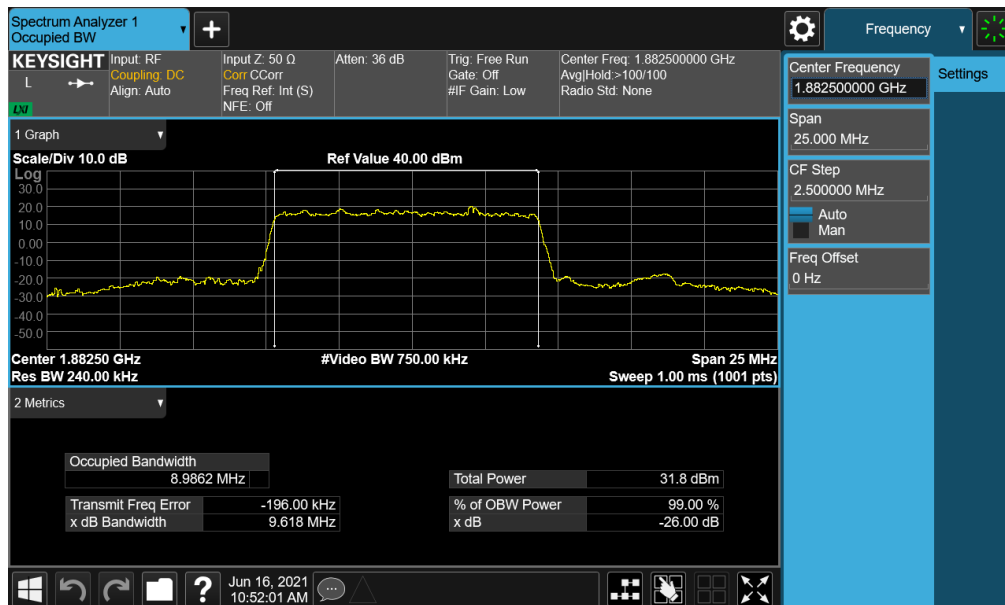 Spectrum Analyzer 1
Occupied BW
+
Frequency
KEYSIGHT
L
LXI
Input: RF
Coupling: DC
Align: Auto
Input Z: 50 Ω
Corr CCorr
Freq Ref: Int (S)
NFE: Off
Atten: 36 dB
Trig: Free Run
Gate: Off
#IF Gain: Low
Center Freq: 1.882500000 GHz
Avg|Hold:>100/100
Radio Std: None
Center Frequency
1.882500000 GHz
Settings
Span
25.000 MHz
CF Step
2.500000 MHz
Auto
Man
Freq Offset
0 Hz
1 Graph
Scale/Div 10.0 dB
Ref Value 40.00 dBm
Log
30.0
20.0
10.0
0.00
-10.0
-20.0
-30.0
-40.0
-50.0
Center 1.88250 GHz
#Video BW 750.00 kHz
Span 25 MHz
Res BW 240.00 kHz
Sweep 1.00 ms (1001 pts)
2 Metrics
Occupied Bandwidth
8.9862 MHz
Total Power 31.8 dBm
Transmit Freq Error -196.00 kHz
% of OBW Power 99.00 %
x dB Bandwidth 9.618 MHz
x dB -26.00 dB
?
Jun 16, 2021
10:52:01 AM